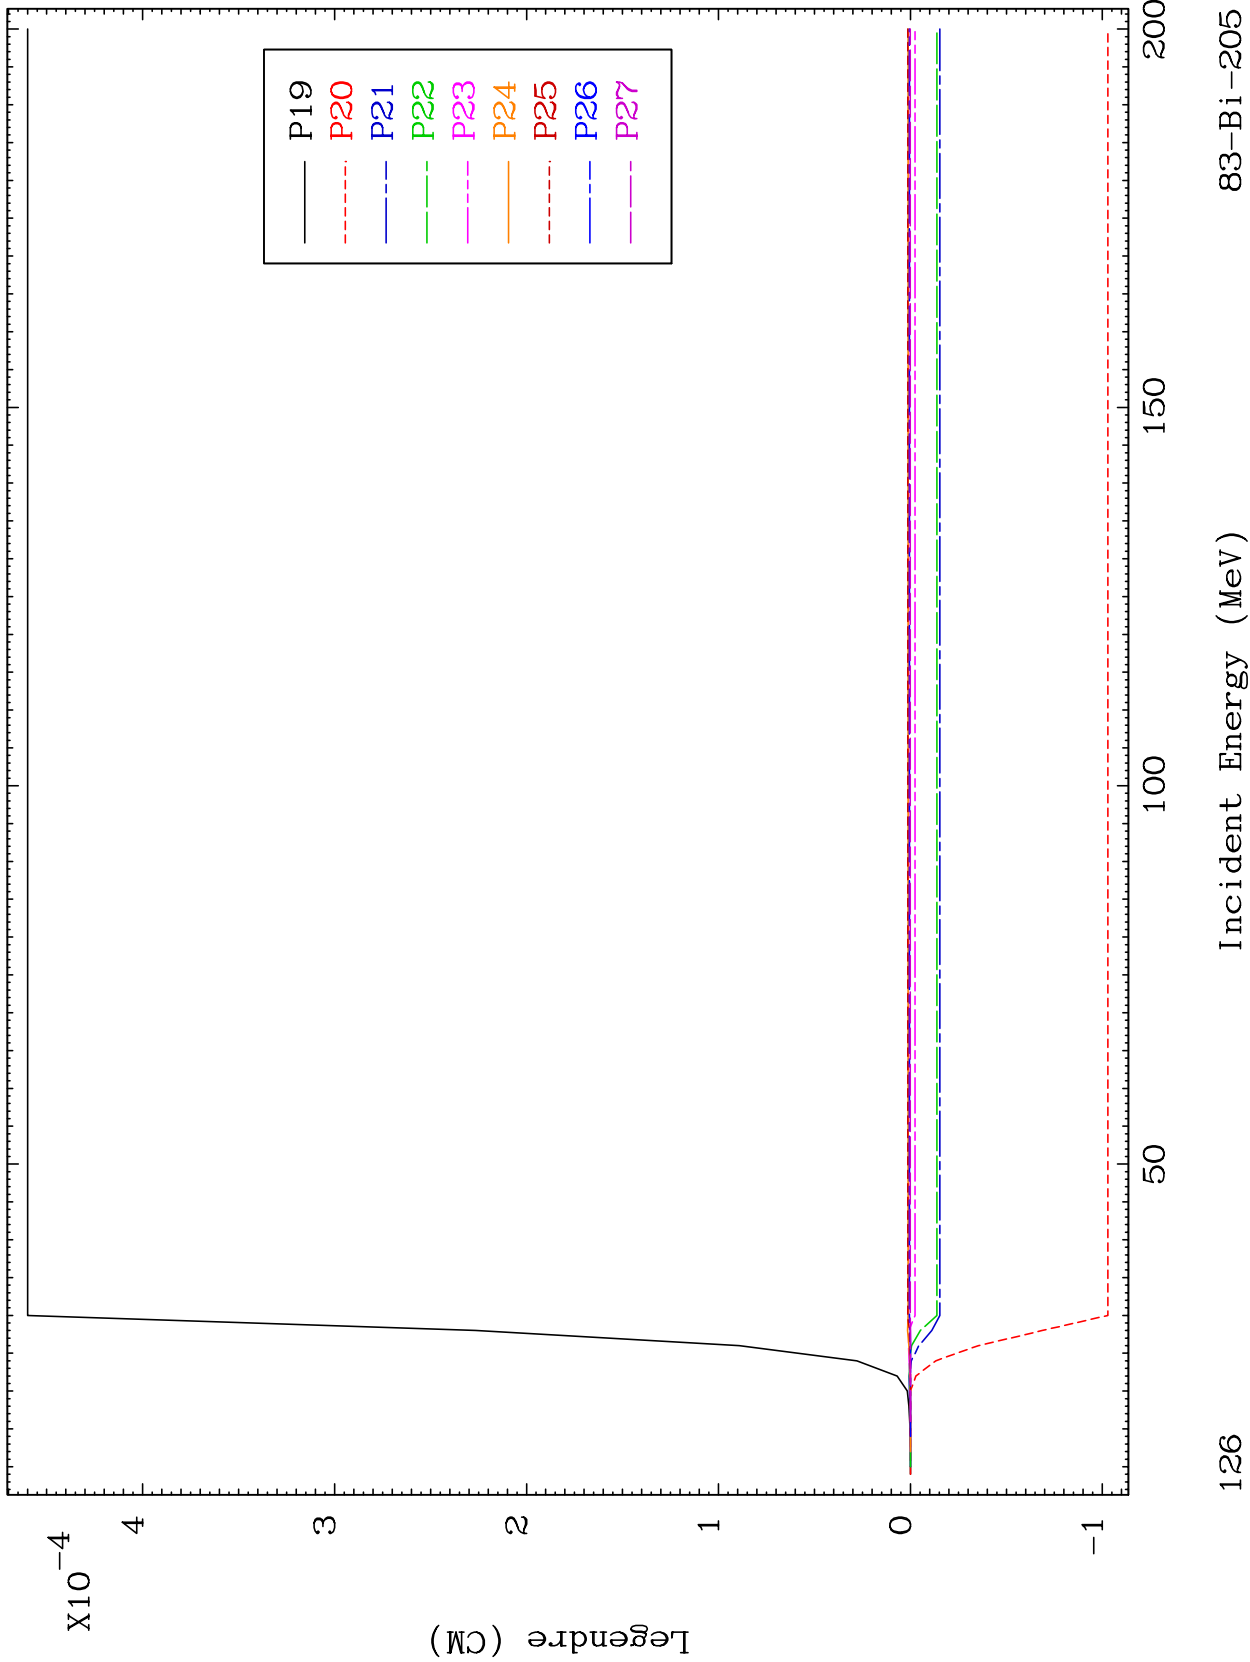 X10-4
4
3
2
1
0
-1
Legendre (CM)
P19
P20
P21
P22
P23
P24
P25
P26
P27
50
100
150
200
Incident Energy (MeV)
126
83-Bi-205